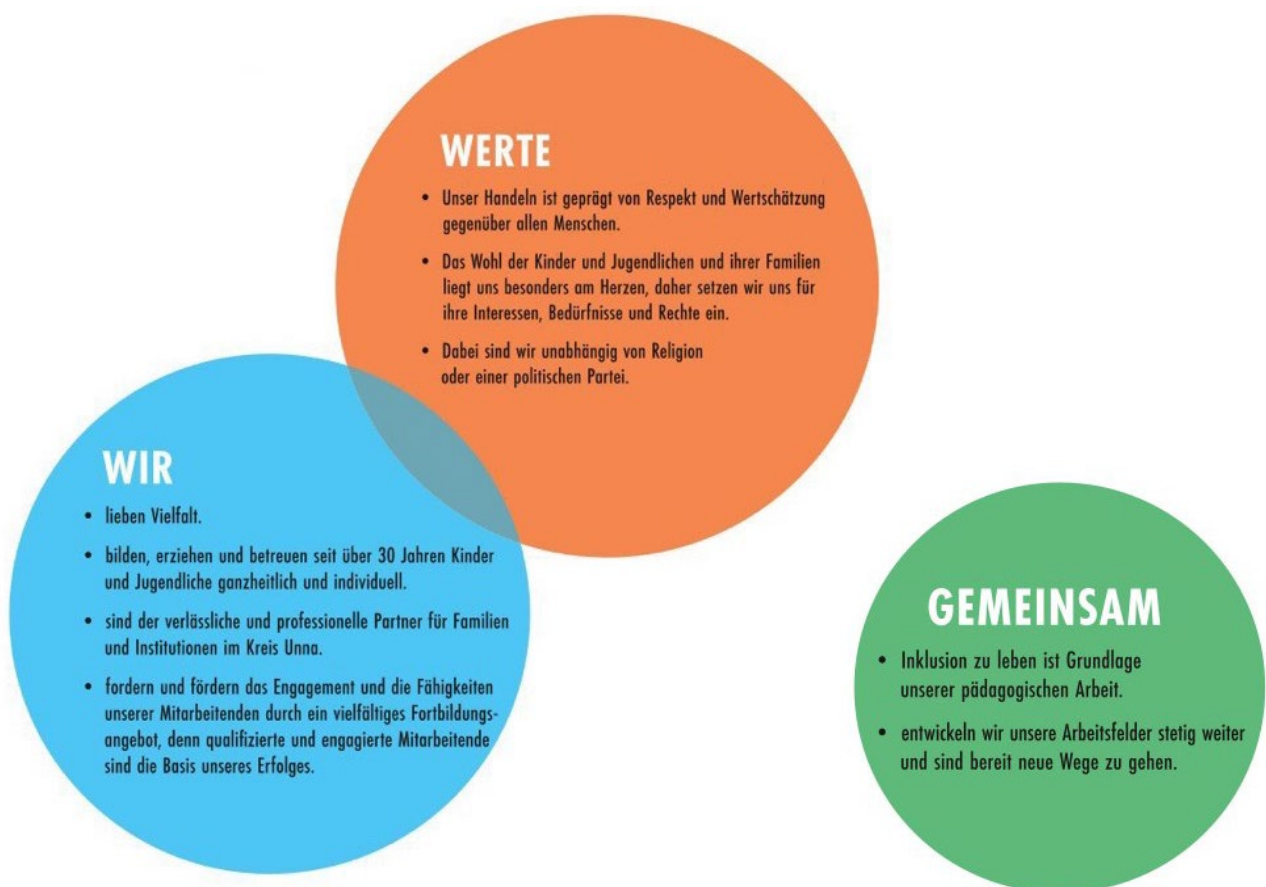 WERTE
• Unser Handeln ist geprägt von Respekt und Wertschätzung
gegenüber allen Menschen.
• Das Wohl der Kinder und Jugendlichen und ihrer Familien
liegt uns besonders am Herzen, daher setzen wir uns für
ihre Interessen, Bedürfnisse und Rechte ein.
• Dabei sind wir unabhängig von Religion
oder einer politischen Partei.
WIR
• lieben Vielfalt.
• bilden, erziehen und betreuen seit über 30 Jahren Kinder
und Jugendliche ganzheitlich und individuell.
• sind der verlässliche und professionelle Partner für Familien
und Institutionen im Kreis Unna.
• fordern und fördern das Engagement und die Fähigkeiten
unserer Mitarbeitenden durch ein vielfältiges Fortbildungs-
angebot, denn qualifizierte und engagierte Mitarbeitende
sind die Basis unseres Erfolges.
GEMEINSAM
• Inklusion zu leben ist Grundlage
unserer pädagogischen Arbeit.
• entwickeln wir unsere Arbeitsfelder stetig weiter
und sind bereit neue Wege zu gehen.